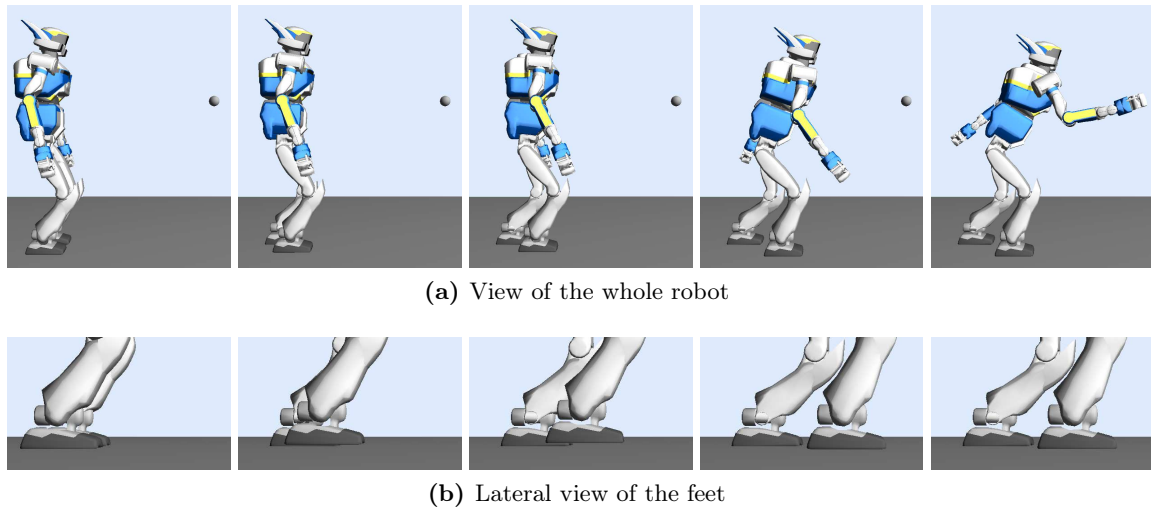 (a) View of the whole robot
(b) Lateral view of the feet